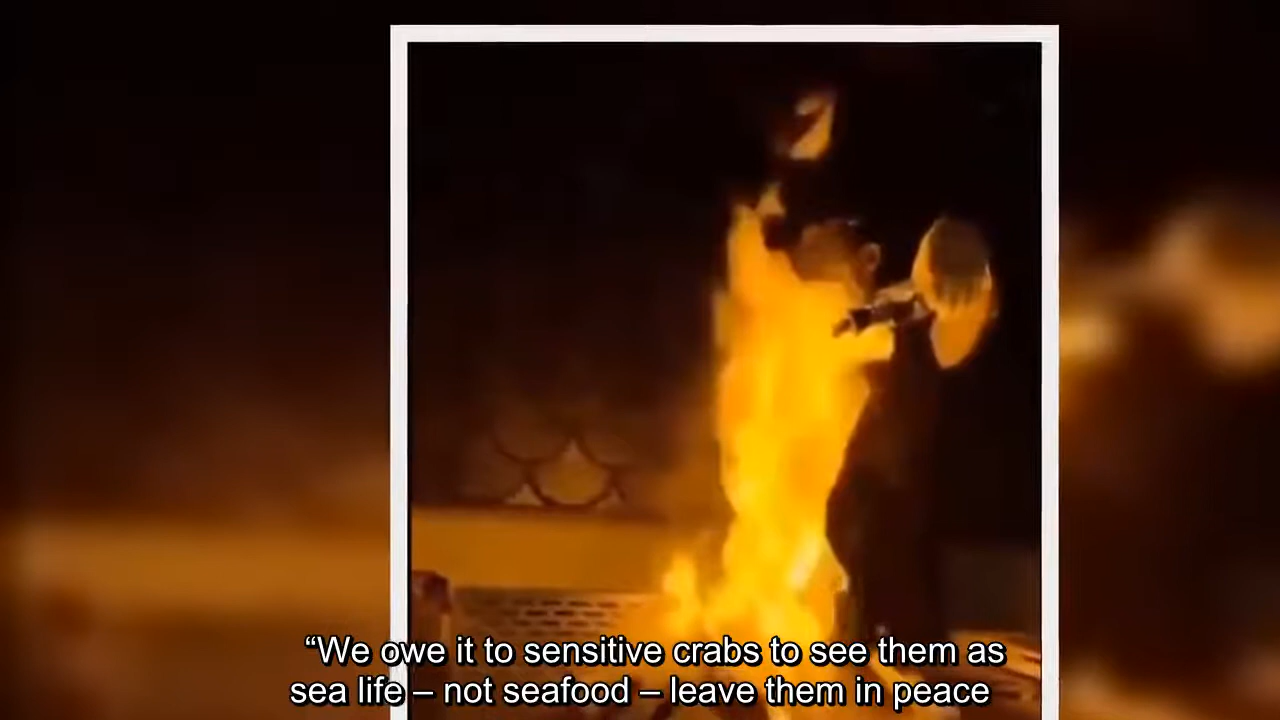 “We owe it to sensitive crabs to see them as
sea life – not seafood – leave them in peace